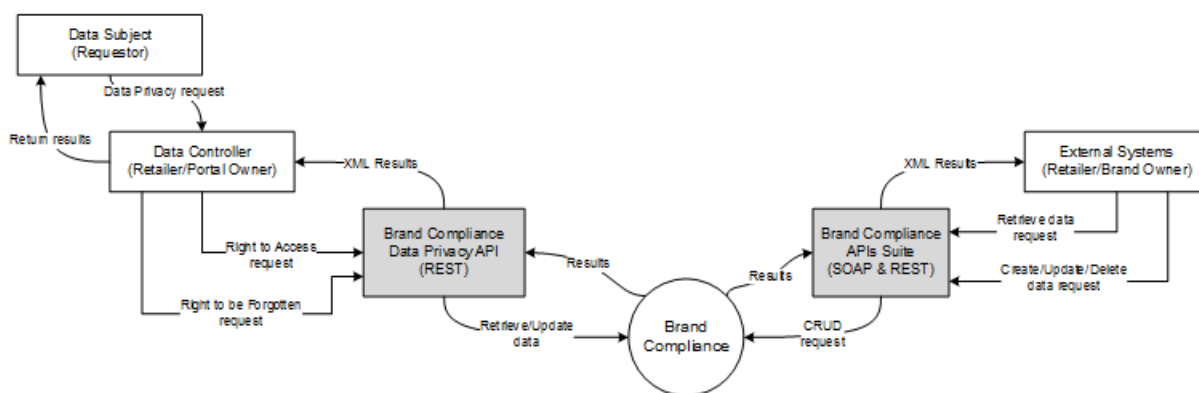 Data Subject
(Requestor)
Data Privacy request
Return results
Data Controller
(Retailer/Portal Owner)
XML Results
Right to Access
request
Right to be Forgotten
request
Brand Compliance
Data Privacy API
(REST)
Retrieve/Update
data
Results
Brand
Compliance
Results
CRUD
request
Brand Compliance
APIs Suite
(SOAP & REST)
XML Results
External Systems
(Retailer/Brand Owner)
Retrieve data
request
Create/Update/Delete
data request